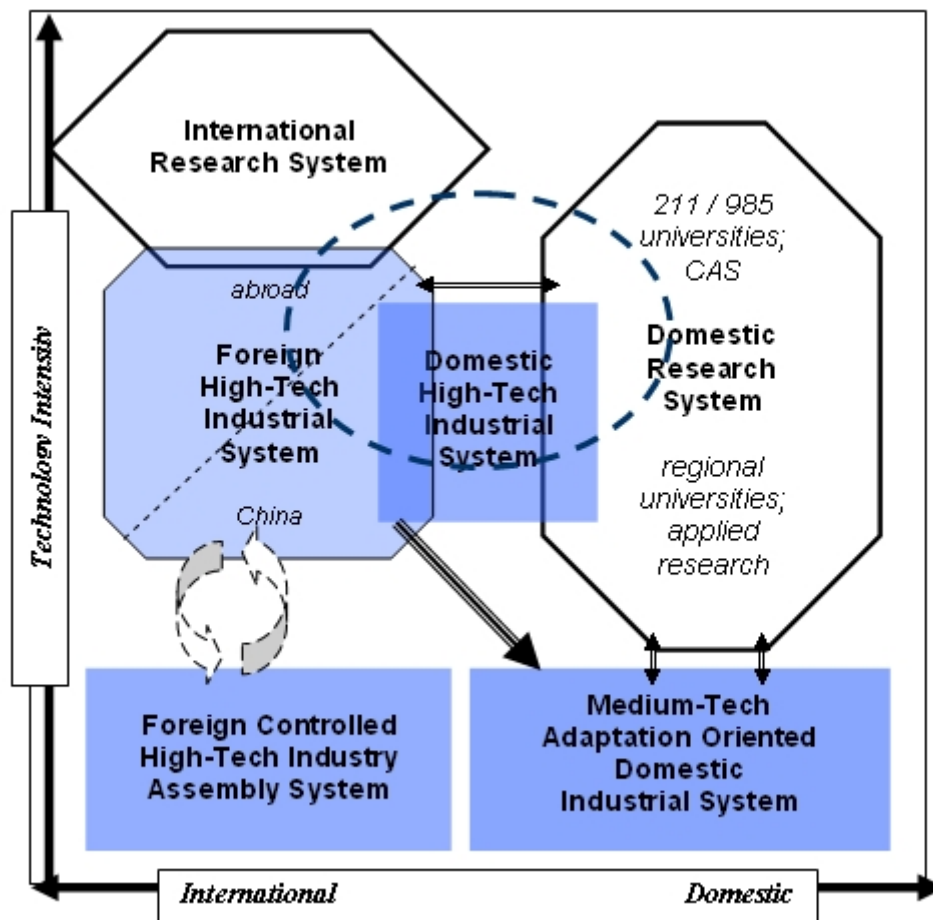 International
Research System
211 / 985
universities;
CAS
abroad
Foreign
High-Tech
Industrial
System
China
Domestic
High-Tech
Industrial
System
Domestic
Research
System
regional
universities;
applied
research
Technology Intensity
Foreign Controlled
High-Tech Industry
Assembly System
Medium-Tech
Adaptation Oriented
Domestic
Industrial System
International
Domestic